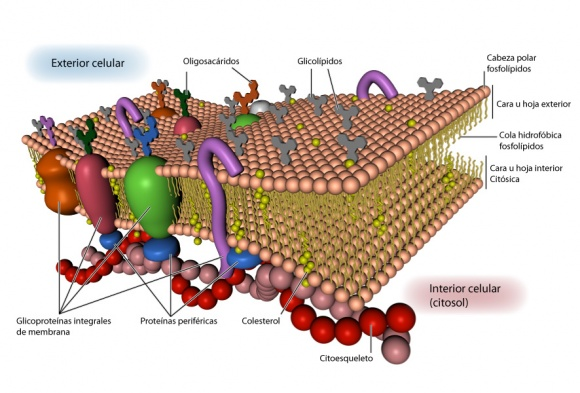 Exterior celular
Oligosacáridos
Glicolípidos
Cabeza polar
fosfolípidos
Cara u hoja exterior
Cola hidrofóbica
fosfolípidos
Cara u hoja interior
Citósica
Interior celular
(citosol)
Glicoproteínas integrales
de membrana
Proteínas periféricas
Colesterol
Citoesqueleto